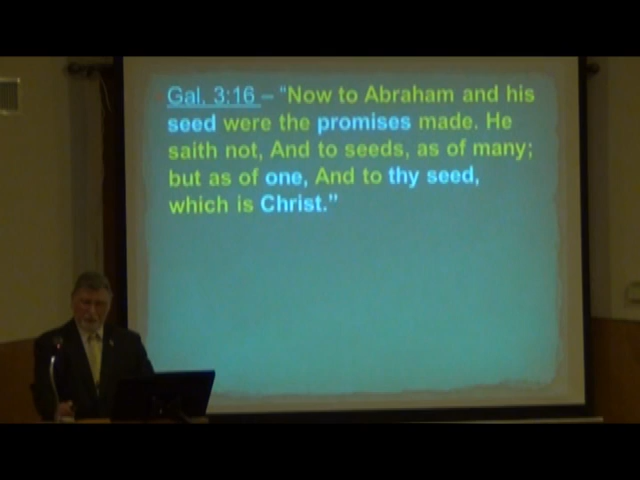 Gal. 3:16 – “Now to Abraham and his
seed were the promises made. He
saith not, And to seeds, as of many;
but as of one, And to thy seed,
which is Christ.”